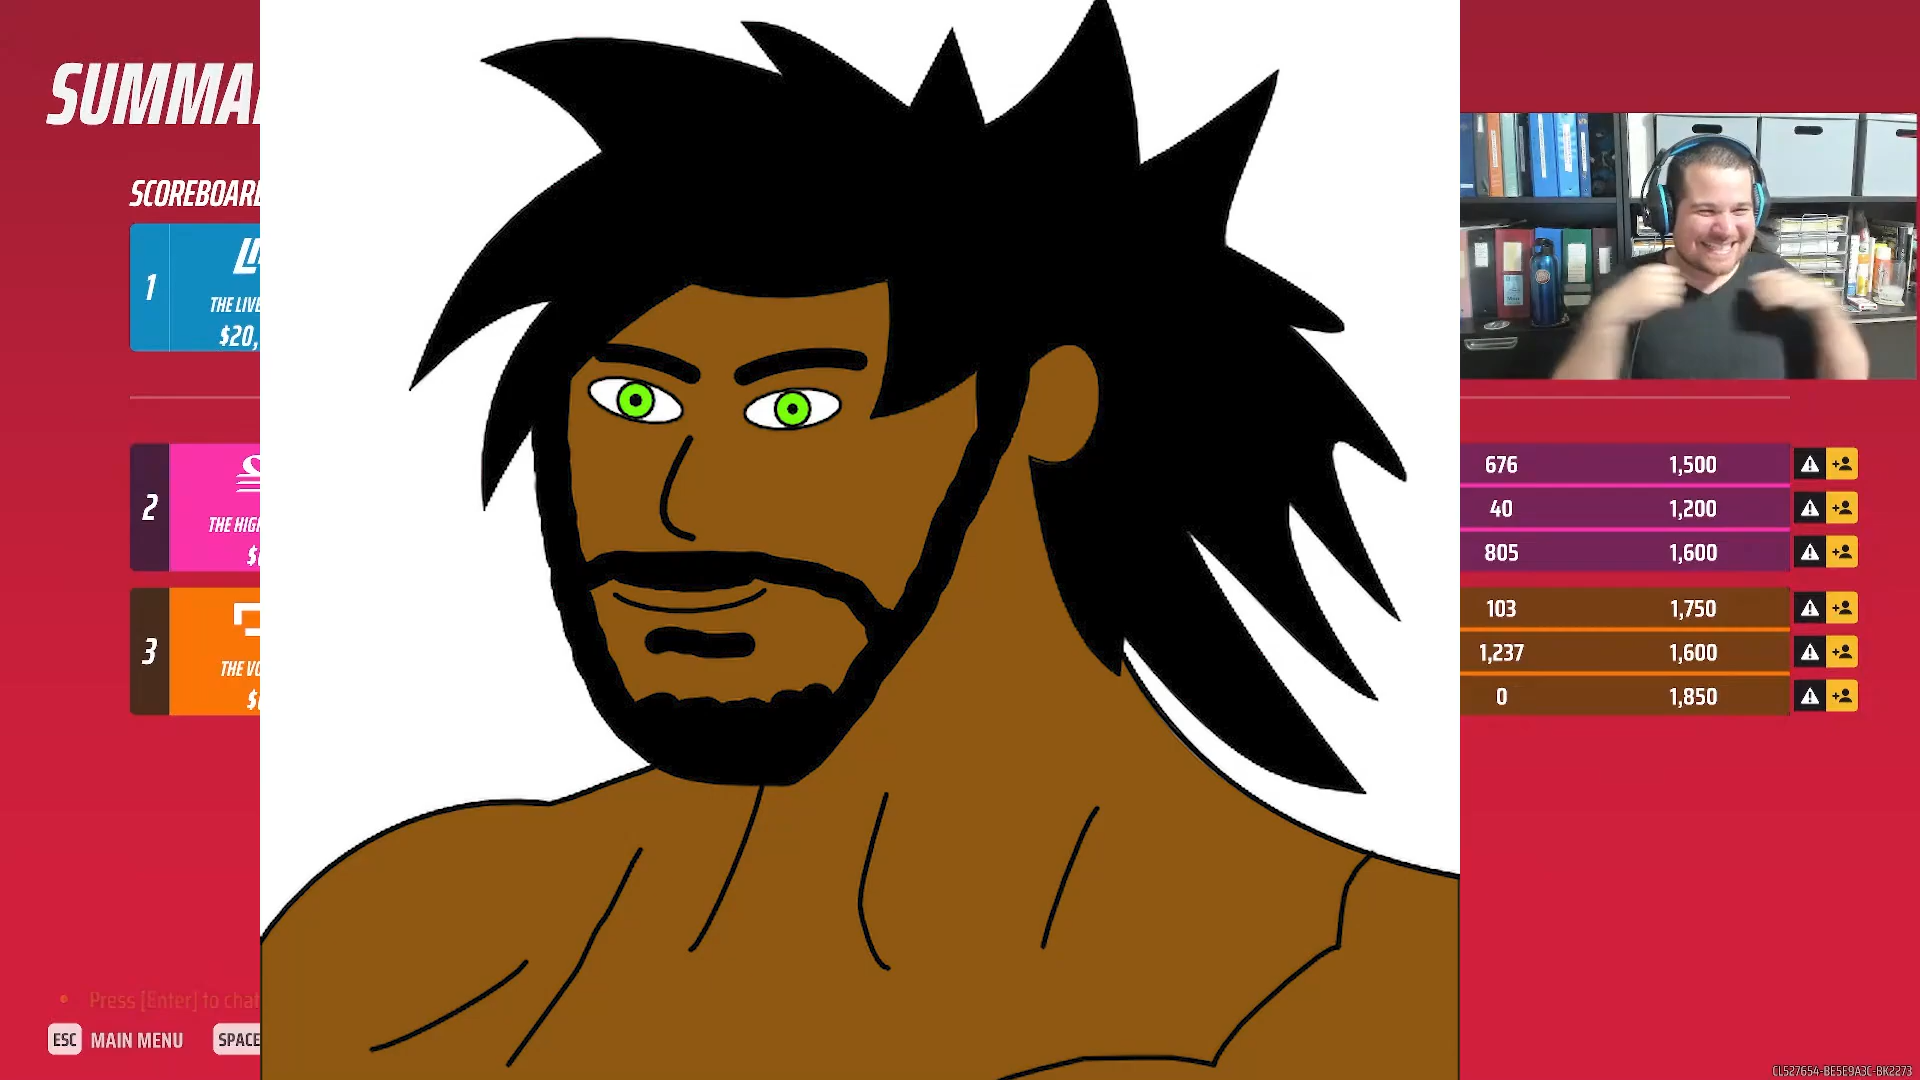 SUMMA
SCOREBOAR
1
THE LIVE
$20,
2
THE HIG
3
THE VO
676 1,500
40 1,200
805 1,600
103 1,750
1,237 1,600
0 1,850
Press [Enter] to chat
ESC MAIN MENU SPACE
CL527654-BE5E9A3C-BK2273